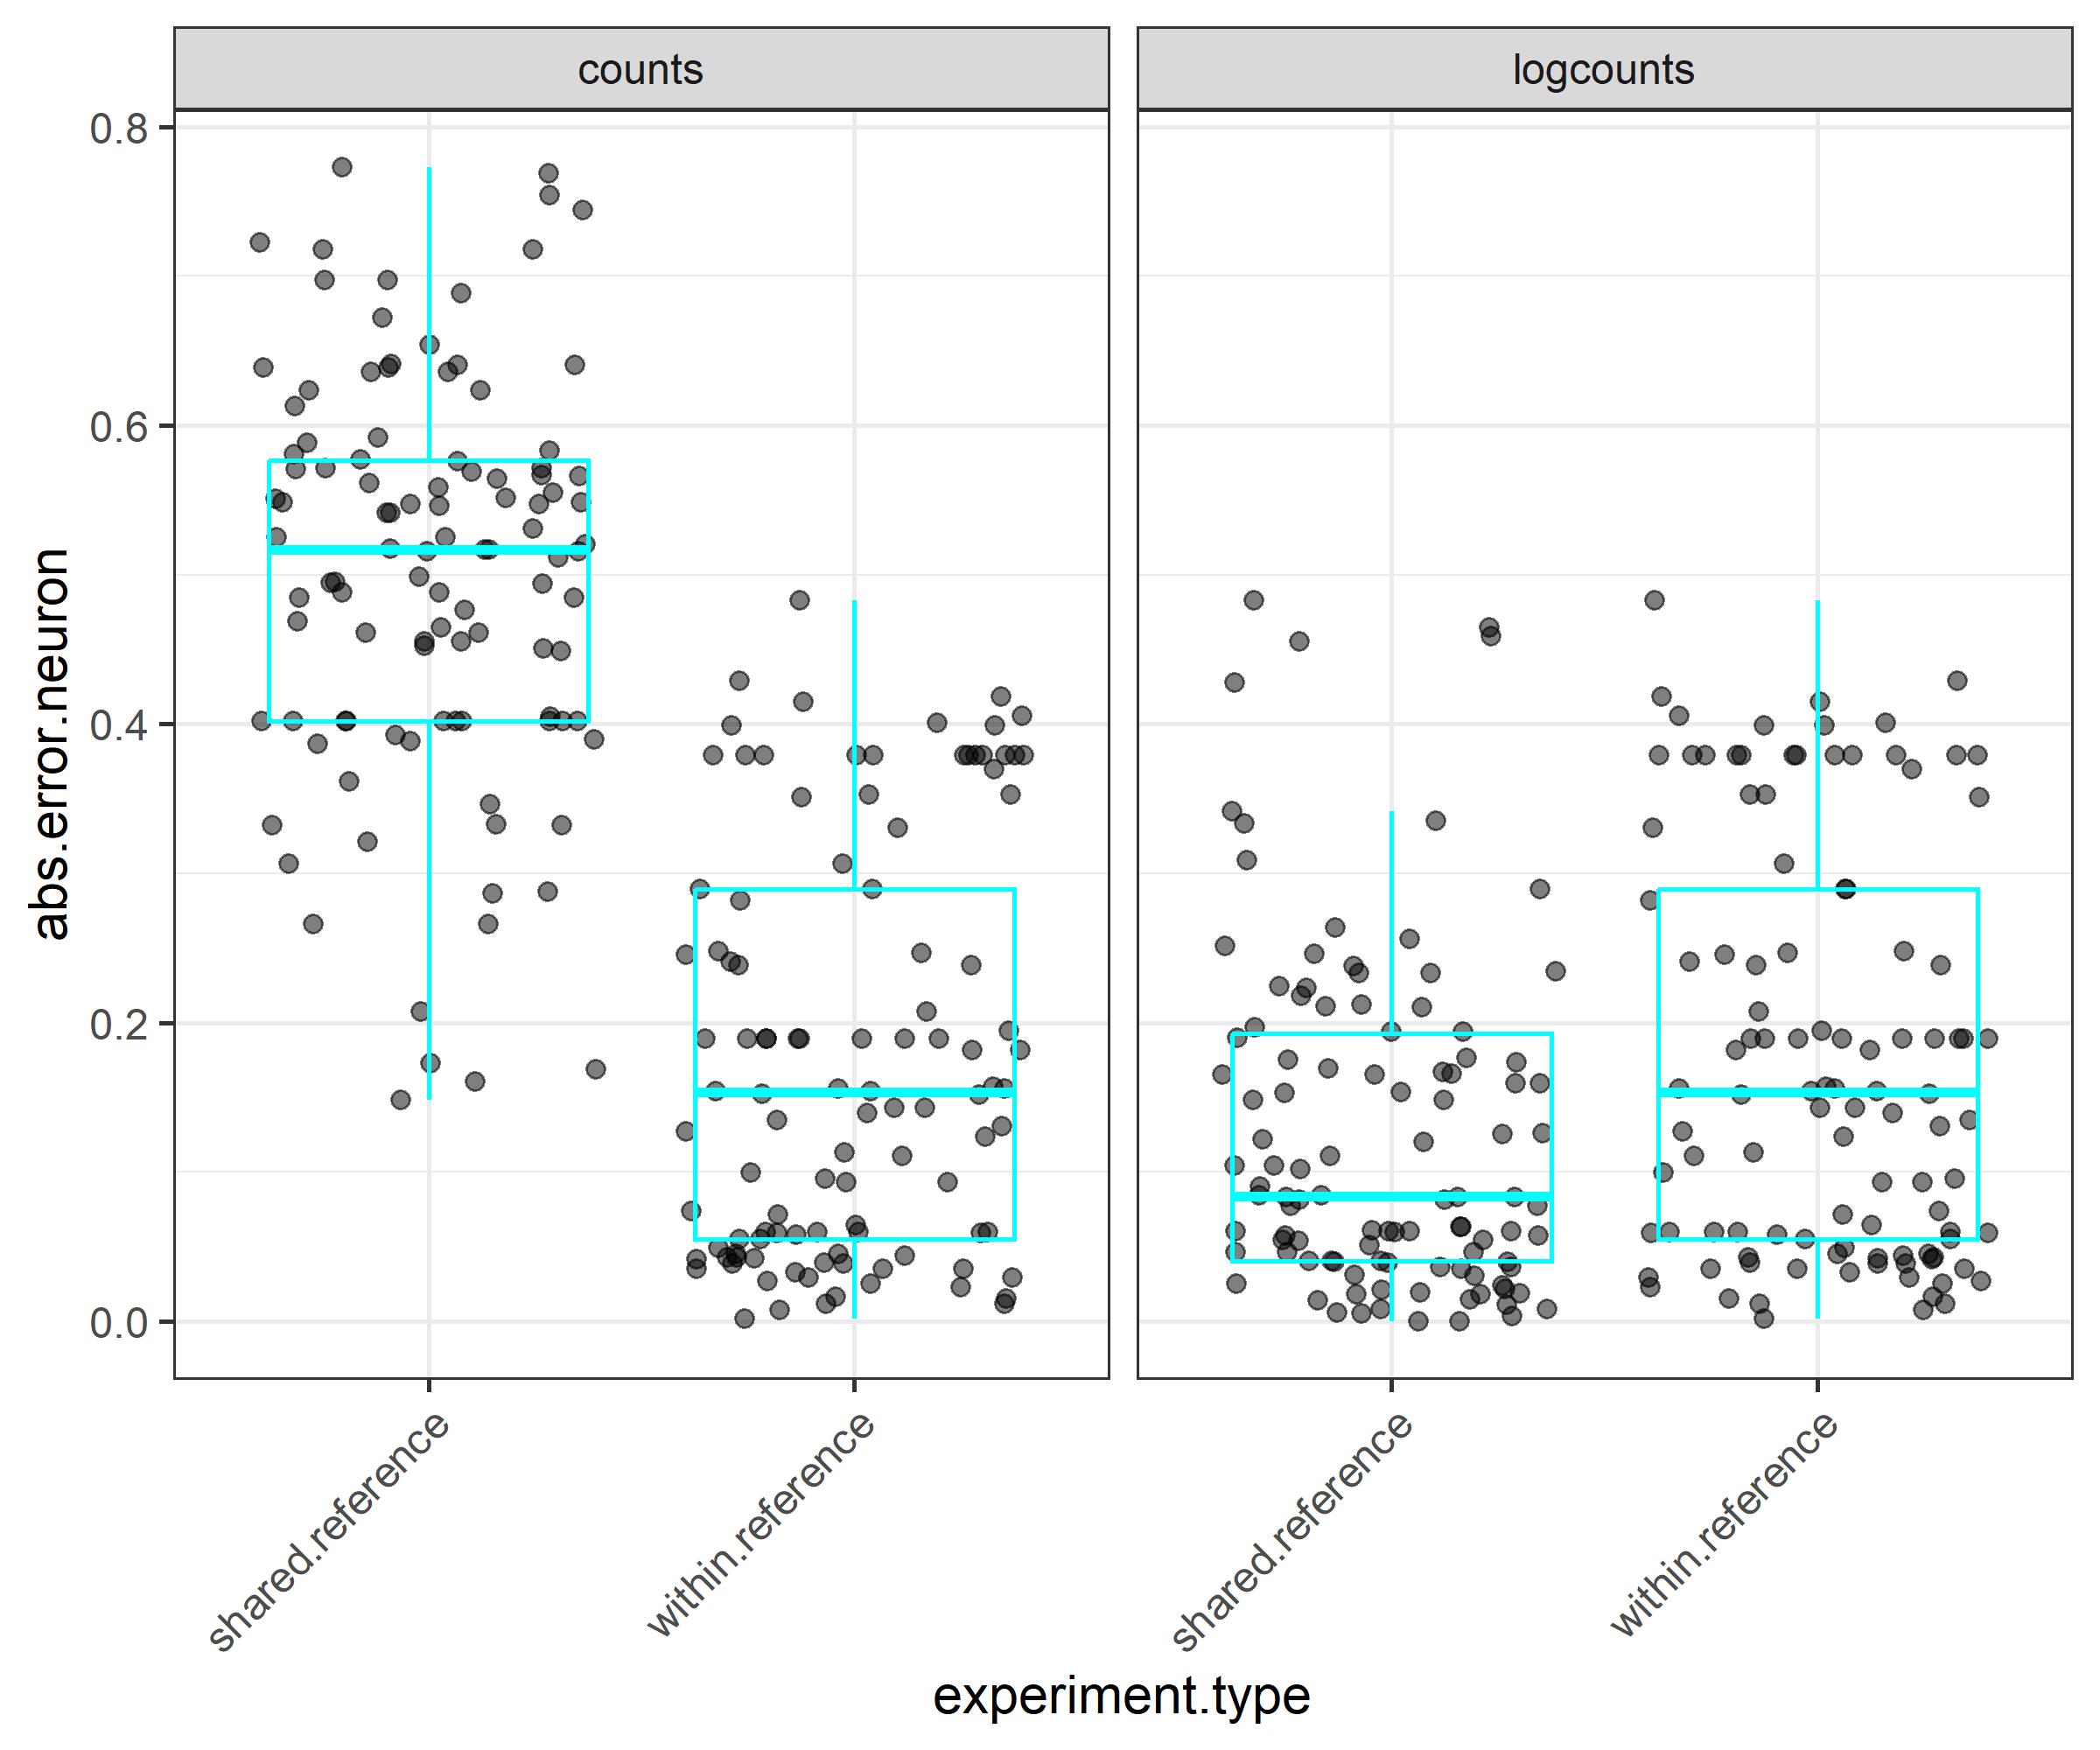 counts
logcounts
0.8
0.6
0.4
0.2
0.0
abs.error.neuron
shared.reference
within.reference
shared.reference
within.reference
experiment.type